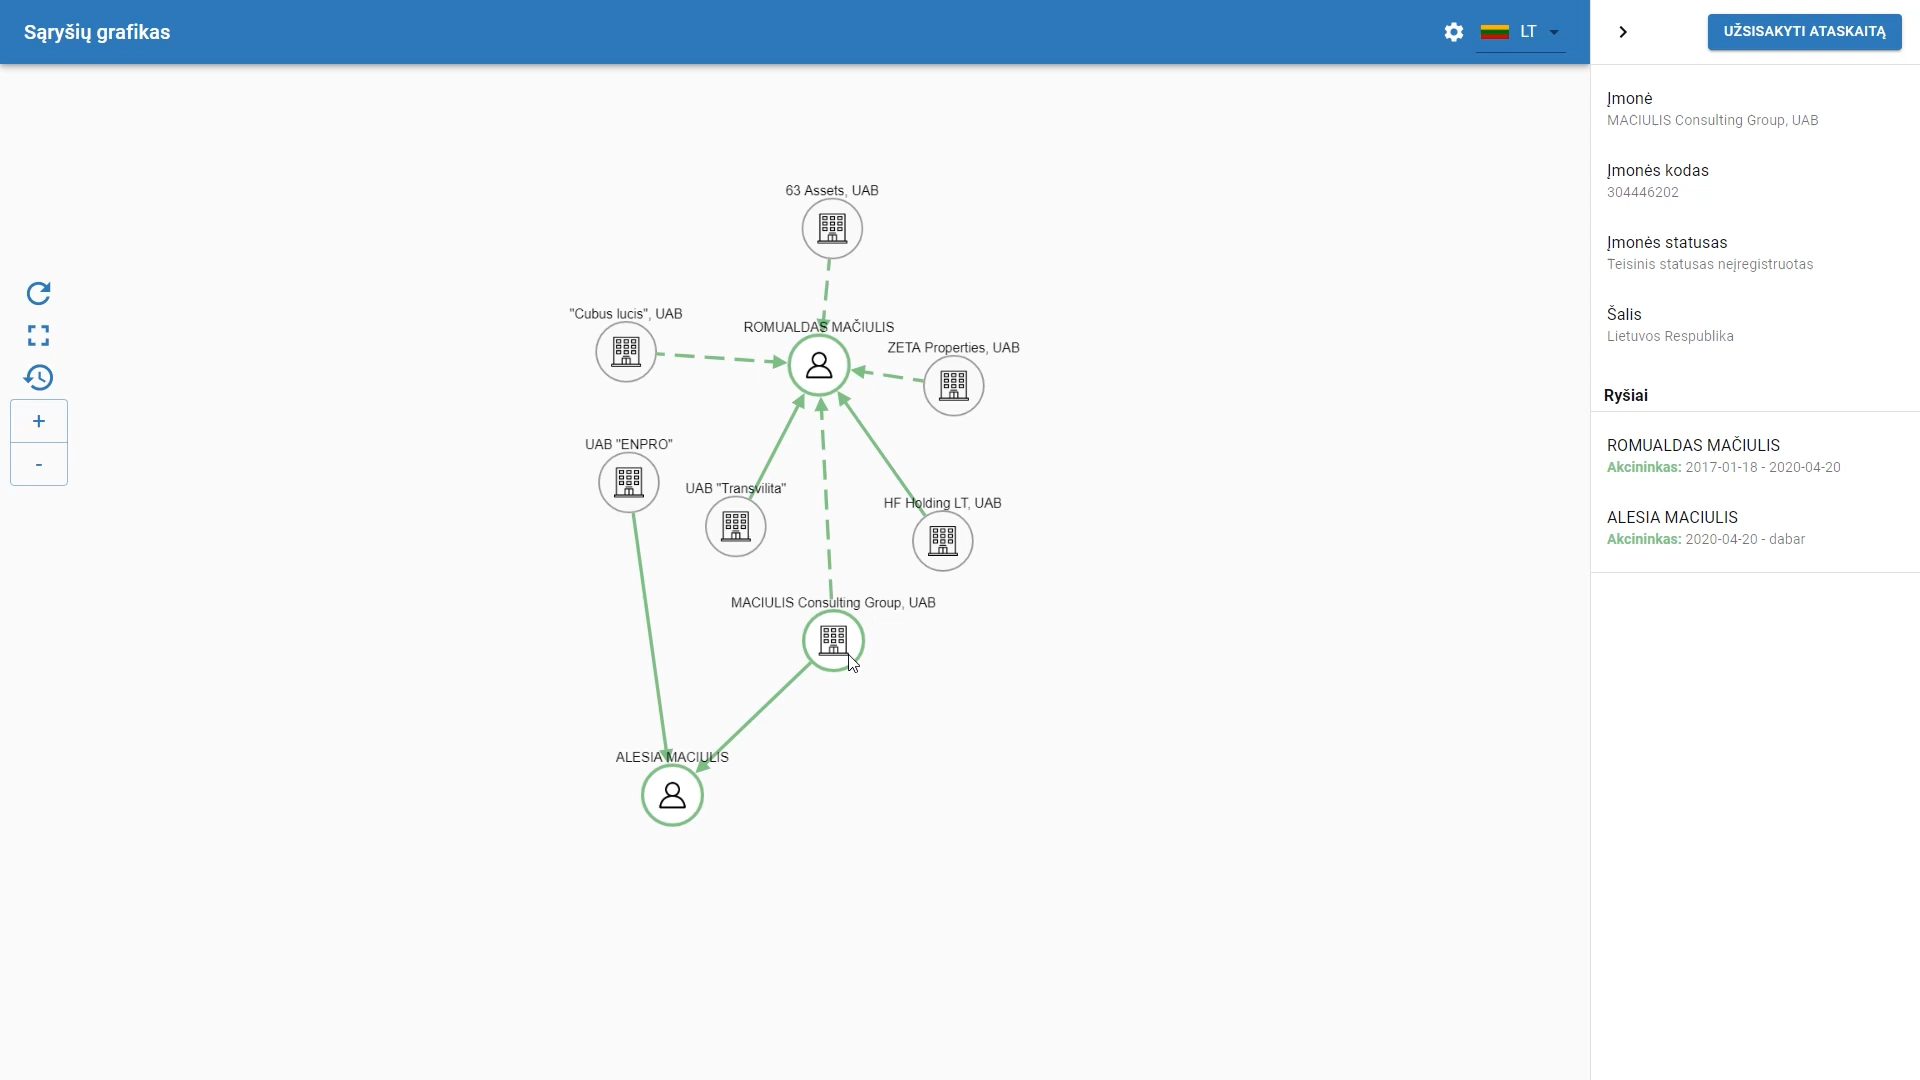 Sąryšių grafikas
LT
UŽSISAKYTI ATASKAITĄ
63 Assets, UAB
"Cubus lucis", UAB
ROMUALDAS MAČIULIS
ZETA Properties, UAB
UAB "ENPRO"
UAB "Transvilita"
HF Holding LT, UAB
MACIULIS Consulting Group, UAB
ALESIA MACIULIS
+
-
Įmonė
MACIULIS Consulting Group, UAB
Įmonės kodas
304446202
Įmonės statusas
Teisinis statusas neįregistruotas
Šalis
Lietuvos Respublika
Ryšiai
ROMUALDAS MAČIULIS
Akcininkas: 2017-01-18 - 2020-04-20
ALESIA MACIULIS
Akcininkas: 2020-04-20 - dabar